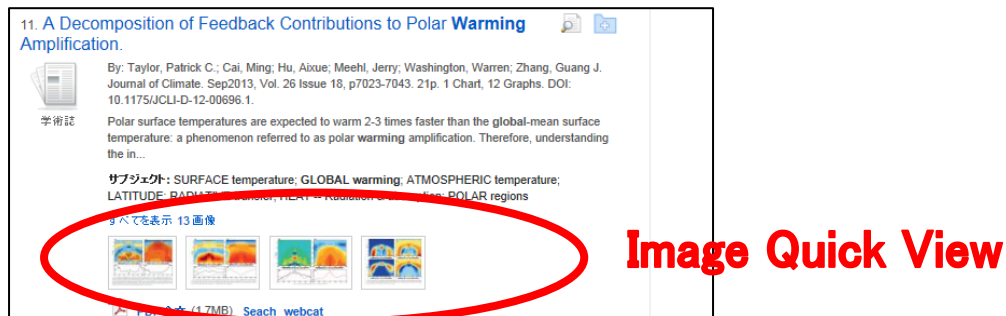 11. A Decomposition of Feedback Contributions to Polar Warming
Amplification.
By: Taylor, Patrick C.; Cai, Ming; Hu, Aixue; Meehl, Jerry; Washington, Warren; Zhang, Guang J.
Journal of Climate. Sep2013, Vol. 26 Issue 18, p7023-7043. 21p. 1 Chart, 12 Graphs. DOI:
10.1175/JCLI-D-12-00696.1.
学術誌
Polar surface temperatures are expected to warm 2-3 times faster than the global-mean surface
temperature: a phenomenon referred to as polar warming amplification. Therefore, understanding
the in...
サブジェクト: SURFACE temperature; GLOBAL warming; ATMOSPHERIC temperature;
LATITUDE; POLAR regions
すべてを表示 13 画像
Image Quick View
(1.7MB) Seach webcat